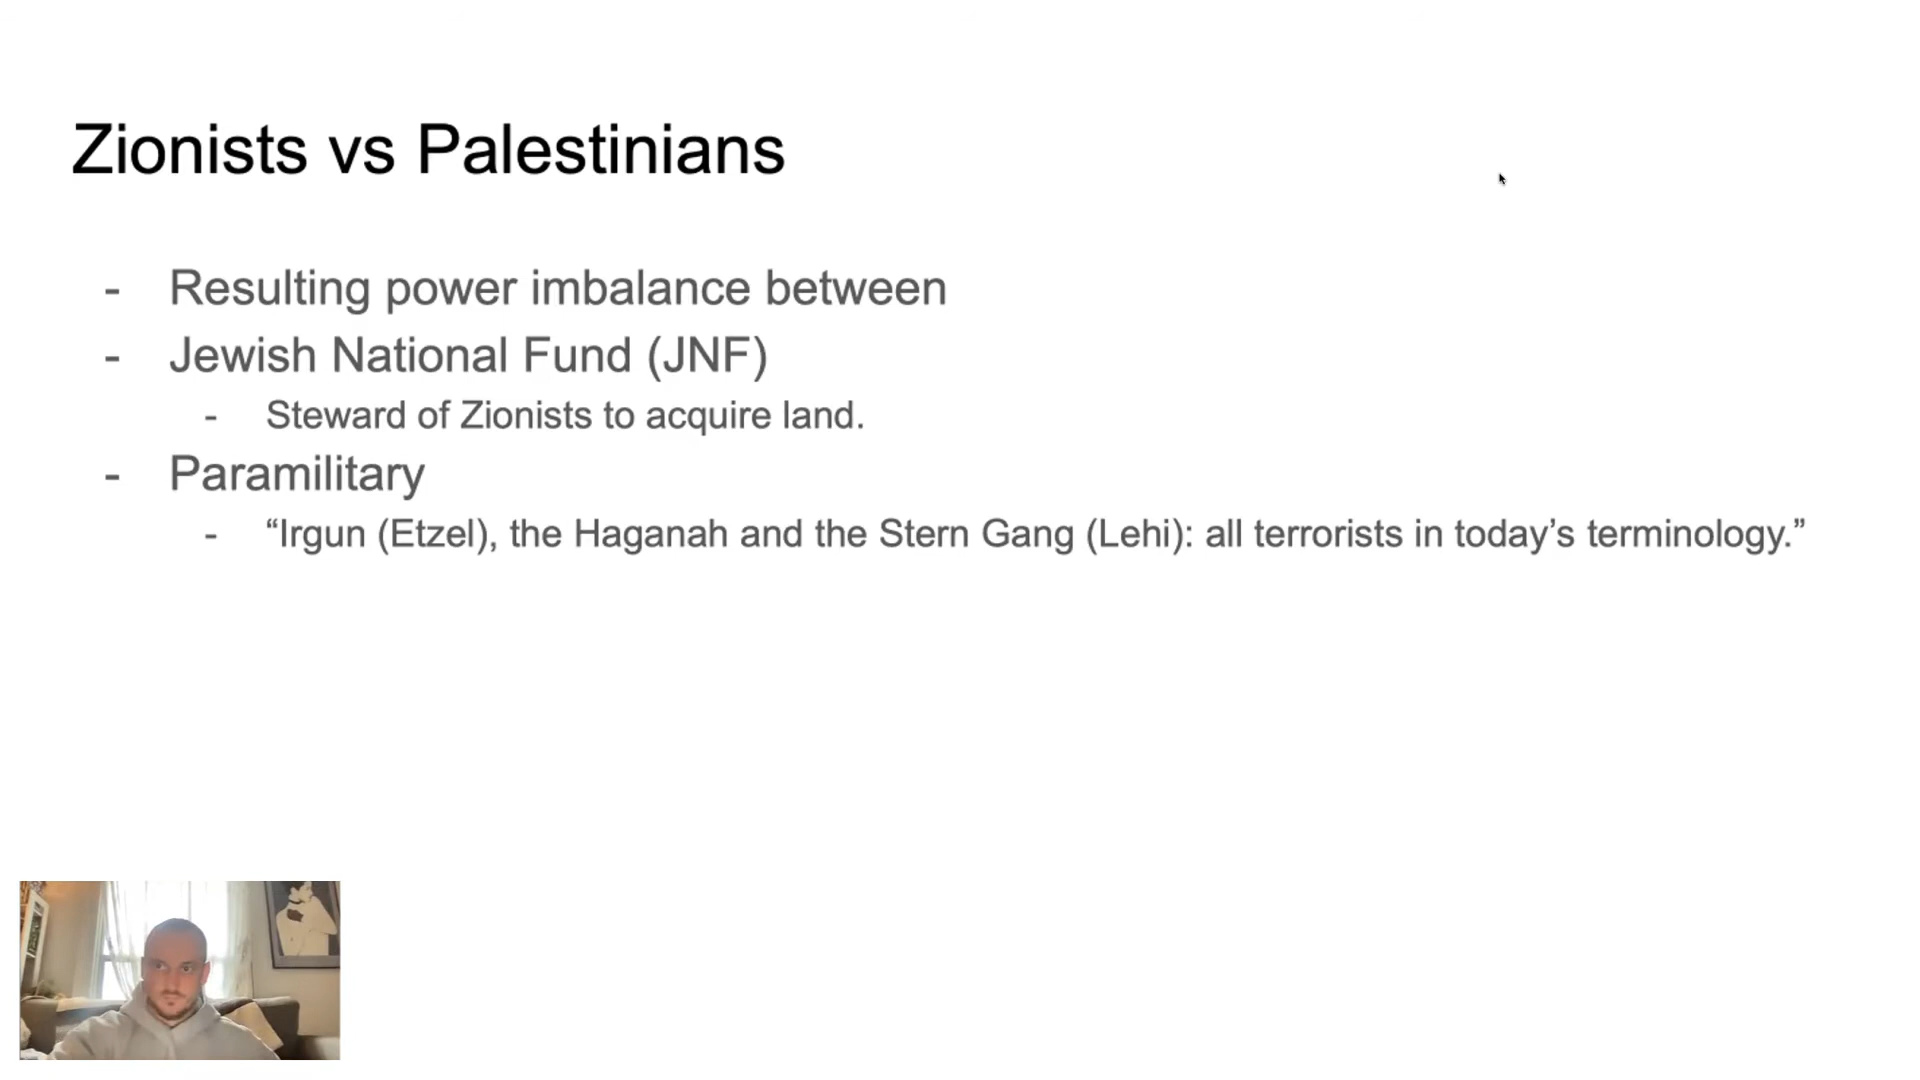 Zionists vs Palestinians
- Resulting power imbalance between
- Jewish National Fund (JNF)
- Steward of Zionists to acquire land.
- Paramilitary
- “Irgun (Etzel), the Haganah and the Stern Gang (Lehi): all terrorists in today’s terminology.”